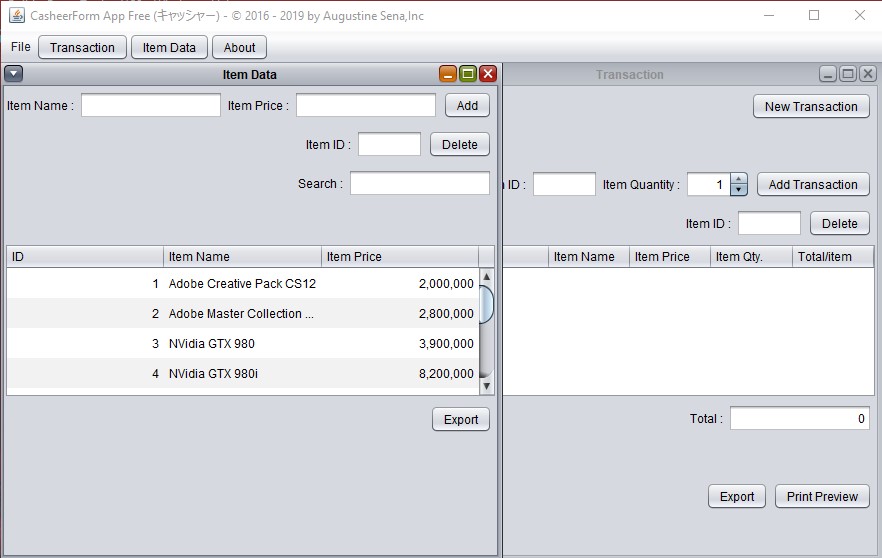 CasheerForm App Free (キャッシャー) - © 2016 - 2019 by Augustine Sena,Inc
File Transaction Item Data About
Item Data
Item Name : Item Price : Add
Item ID : Delete
Search :
ID Item Name Item Price
1 Adobe Creative Pack CS12 2,000,000
2 Adobe Master Collection ... 2,800,000
3 NVidia GTX 980 3,900,000
4 NVidia GTX 980i 8,200,000
Export
Transaction
New Transaction
ID : Item Quantity : 1 Add Transaction
Item ID : Delete
Item Name Item Price Item Qty. Total/item
Total : 0
Export Print Preview